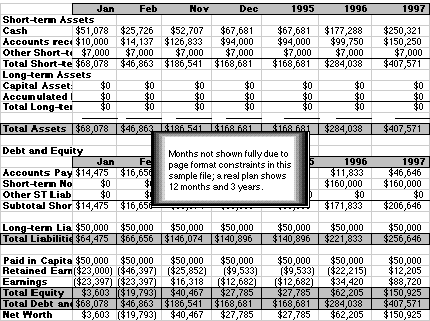 Jan Feb Nov Dec 1995 1996 1997
Short-term Assets
Cash $51,078 $25,726 $52,707 $67,681 $67,681 $177,288 $250,321
Accounts rec $10,000 $14,137 $126,833 $94,000 $94,000 $99,750 $150,250
Other Short-t $7,000 $7,000 $7,000 $7,000 $7,000 $7,000 $7,000
Total Short-te $68,078 $46,863 $186,541 $168,681 $168,681 $284,038 $407,571
Long-term Assets
Capital Asset $0 $0 $0 $0 $0 $0 $0
Accumulated $0 $0 $0 $0 $0 $0 $0
Total Long-te $0 $0 $0 $0 $0 $0 $0
Total Assets $68,078 $46,863 $186,541 $168,681 $168,681 $284,038 $407,571
Months not shown fully due to
page format constraints in this
sample file; a real plan shows
12 months and 3 years.
Debt and Equity
Jan Fe 5 1996 1997
Accounts Pay $14,475 $16,656 $11,833 $46,646
Short-term No $0 $160,000 $160,000
Other ST Liab $0 $0 $0
Subtotal Shor $14,475 $16,656 $171,833 $206,646
Long-term Lia $50,000 $50,000 $50,000 $50,000 $50,000 $50,000 $50,000
Total Liabilitie $64,475 $66,656 $146,074 $140,896 $140,896 $221,833 $256,646
Paid in Capita $50,000 $50,000 $50,000 $50,000 $50,000 $50,000 $50,000
Retained Earn ($23,000) ($46,397) ($25,852) ($9,533) ($9,533) ($22,215) $12,205
Earnings ($23,397) ($23,397) $16,318 ($12,682) ($12,682) $34,420 $88,720
Total Equity $3,603 ($19,793) $40,467 $27,785 $27,785 $62,205 $150,925
Total Debt and $68,078 $46,863 $186,541 $168,681 $168,681 $284,038 $407,571
Net Worth $3,603 ($19,793) $40,467 $27,785 $27,785 $62,205 $150,925